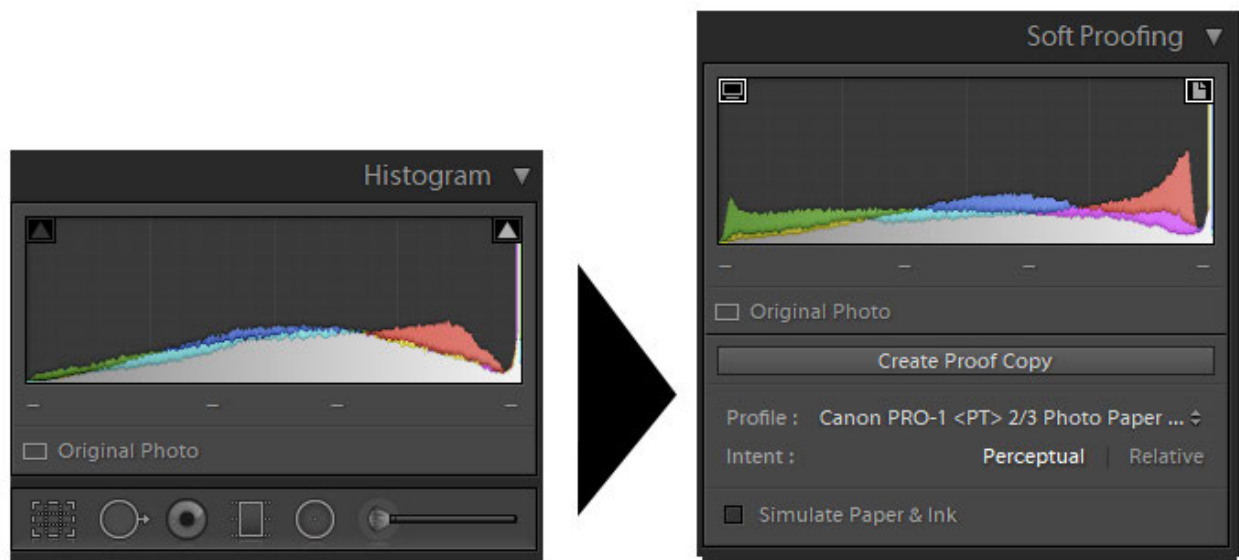 Histogram
Original Photo
Soft Proofing
Original Photo
Create Proof Copy
Profile : Canon PRO-1 <PT> 2/3 Photo Paper ...
Intent : Perceptual Relative
Simulate Paper & Ink